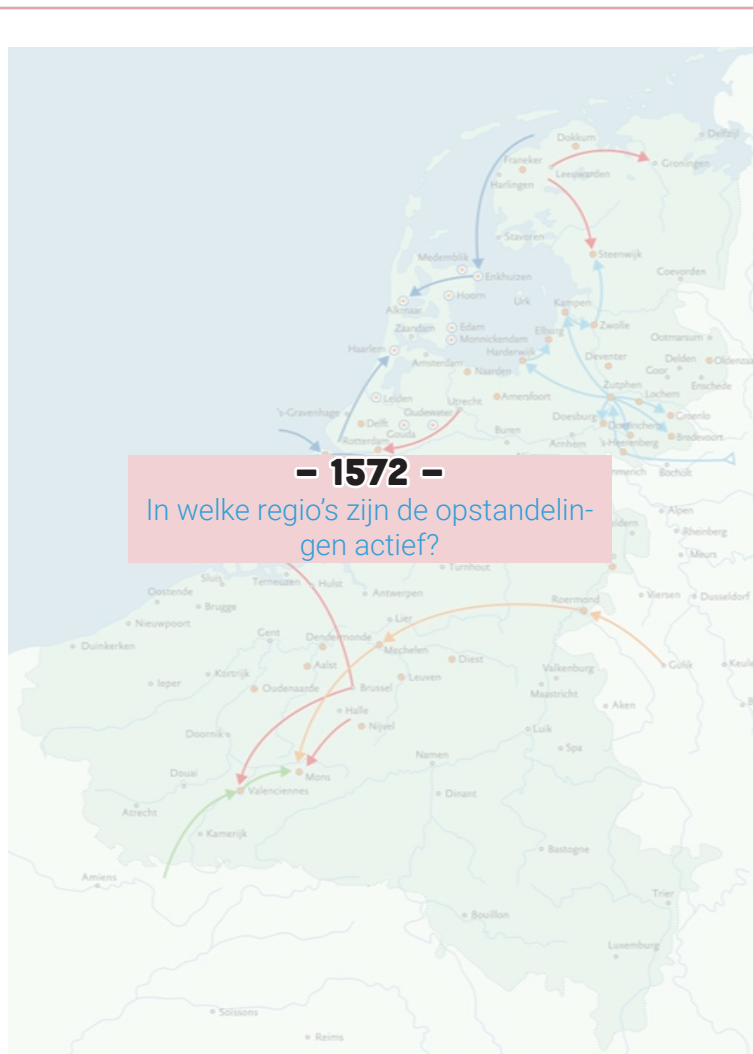 Delfzijl
Dokkum
Franeker
Groningen
Leeuwarden
Harlingen
Stavoren
Steenwijk
Medemblik
Enkhuizen
Coevorden
Hoorn
Urk
Kampen
Alkmaar
Zaandam
Edam
Elburg
Zwolle
Monnickendam
Ootmarsum
Haarlem
Harderwijk
Amsterdam
Deventer
Delden
Oldenzaa
Naarden
Goor
Enschede
Zutphen
Lochem
Leiden
Utrecht
Amersfoort
's-Gravenhage
Oudewater
Doesburg
Groenlo
Delft
Doetinchem
Gouda
Buren
Rotterdam
Arnhem
's-Heerenberg
Bredevoort
– 1572 –
In welke regio's zijn de opstandelin-
gen actief?
mmerich
Bocholt
Alpen
ldern
Rheinberg
Meurs
Turnhout
Sluis
Terneuzen
Hulst
Oostende
Antwerpen
Viersen
Dusseldorf
Brugge
Roermond
Nieuwpoort
Lier
Gent
Dendermonde
Duinkerken
Mechelen
Aalst
Diest
Gulik
Keule
Kortrijk
Leuven
Valkenburg
Ieper
Oudenaarde
Brussel
Maastricht
Aken
Halle
Nijvel
Doornik
Luik
Spa
Namen
Douai
Mons
Valenciennes
Dinant
Atrecht
Kamerijk
Bastogne
Amiens
Trier
Bouillon
Luxemburg
Soissons
Reims